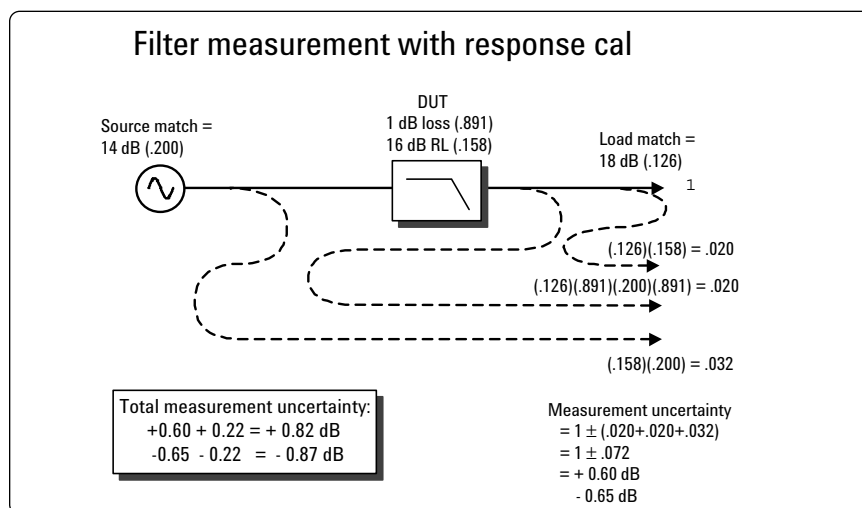 Filter measurement with response cal
Source match =
14 dB (.200)
DUT
1 dB loss (.891)
16 dB RL (.158)
Load match =
18 dB (.126)
1
(.126)(.158) = .020
(.126)(.891)(.200)(.891) = .020
(.158)(.200) = .032
Total measurement uncertainty:
+0.60 + 0.22 = + 0.82 dB
-0.65 - 0.22 = - 0.87 dB
Measurement uncertainty
= 1 ± (.020+.020+.032)
= 1 ± .072
= + 0.60 dB
- 0.65 dB